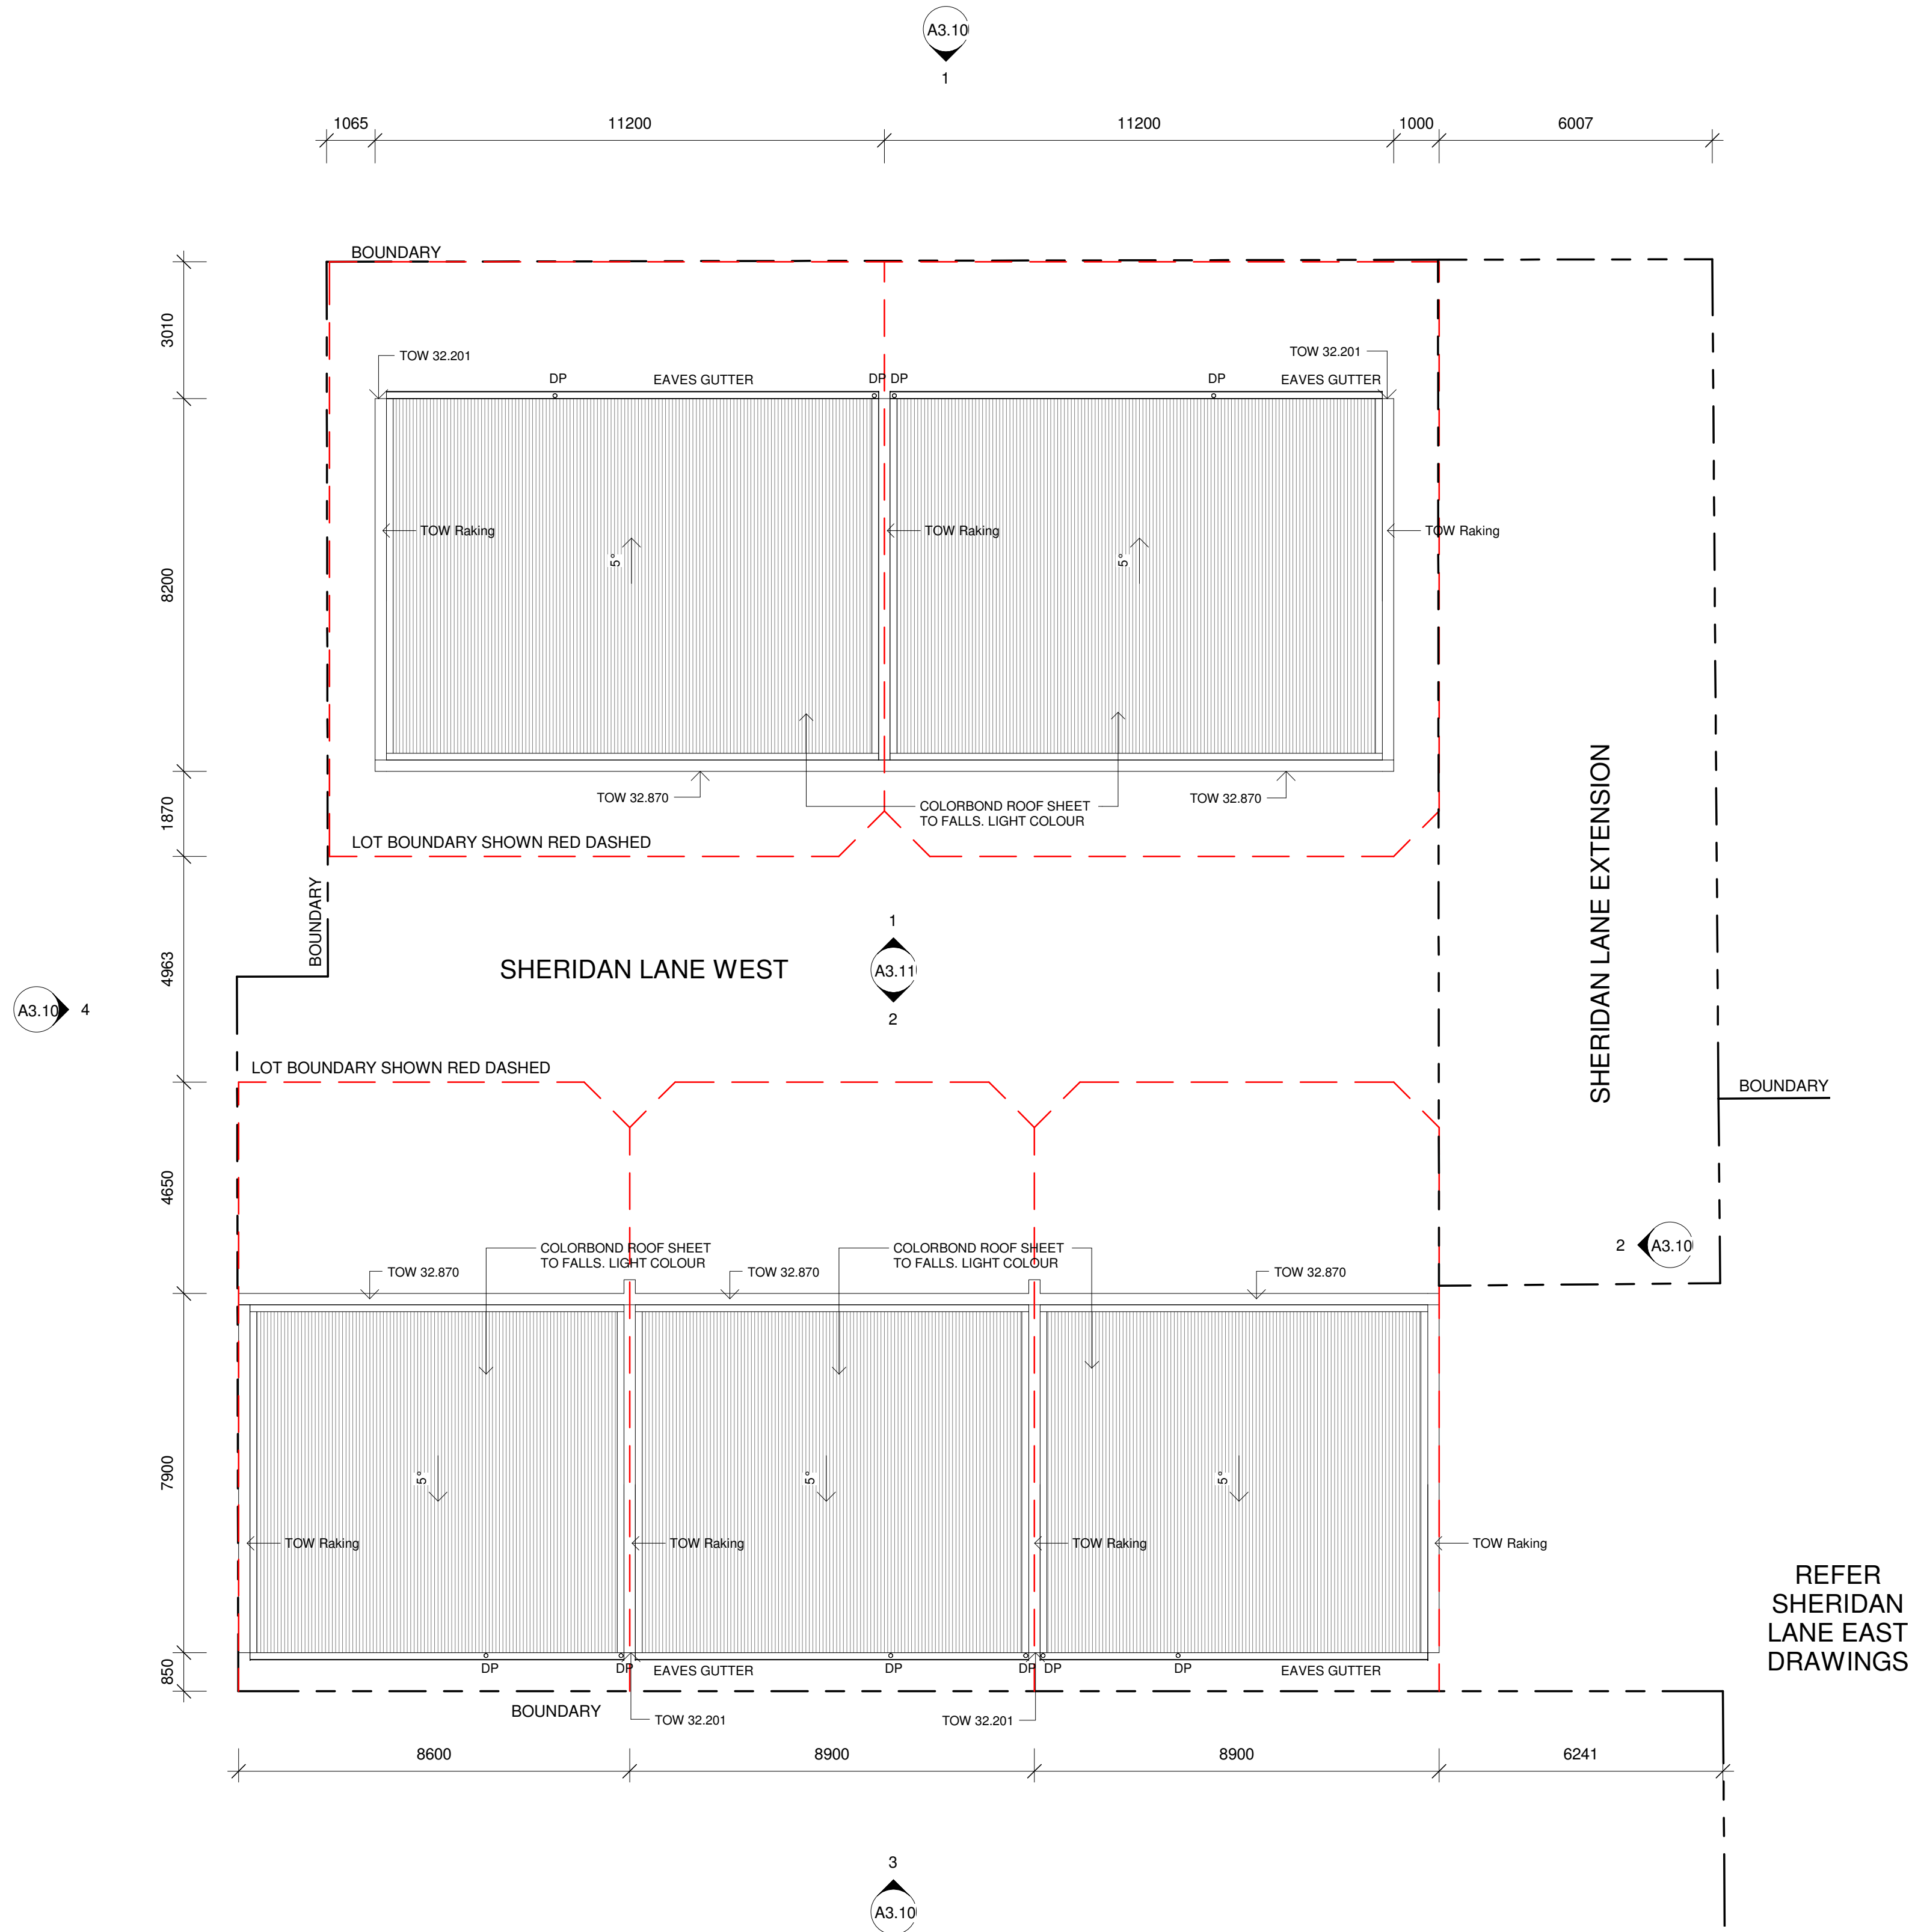 A3.10
1
1065
11200
11200
1000
6007
BOUNDARY
3010
TOW 32.201
TOW 32.201
DP
EAVES GUTTER
DP
DP
DP
EAVES GUTTER
TOW Raking
TOW Raking
TOW Raking
5°
5°
8200
TOW 32.870
COLORBOND ROOF SHEET
TO FALLS. LIGHT COLOUR
TOW 32.870
1870
LOT BOUNDARY SHOWN RED DASHED
SHERIDAN LANE EXTENSION
BOUNDARY
1
4963
SHERIDAN LANE WEST
A3.11
2
A3.10
4
LOT BOUNDARY SHOWN RED DASHED
BOUNDARY
4650
2
A3.10
COLORBOND ROOF SHEET
TO FALLS. LIGHT COLOUR
COLORBOND ROOF SHEET
TO FALLS. LIGHT COLOUR
TOW 32.870
TOW 32.870
TOW 32.870
7900
5°
5°
5°
TOW Raking
TOW Raking
TOW Raking
TOW Raking
REFER
SHERIDAN
LANE EAST
DRAWINGS
850
DP
DP
EAVES GUTTER
DP
DP
DP
DP
EAVES GUTTER
BOUNDARY
TOW 32.201
TOW 32.201
8600
8900
8900
6241
3
A3.10